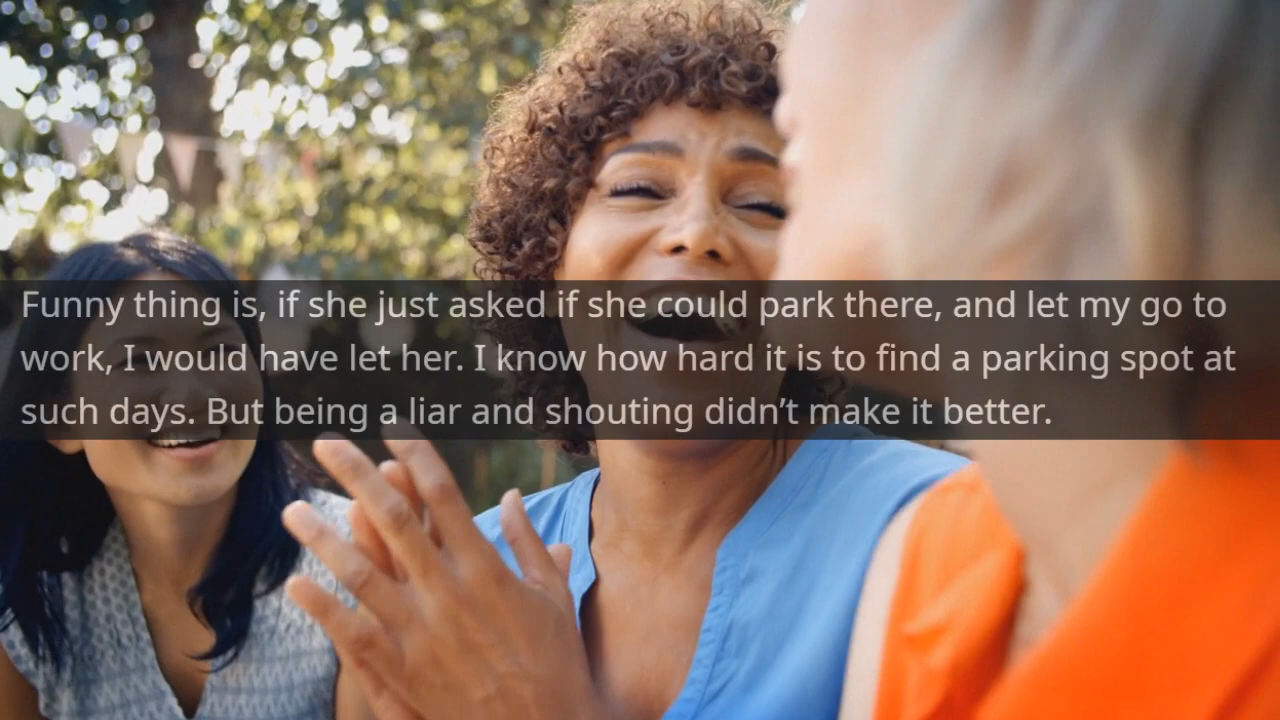 Funny thing is, if she just asked if she could park there, and let my go to
work, I would have let her. I know how hard it is to find a parking spot at
such days. But being a liar and shouting didn’t make it better.